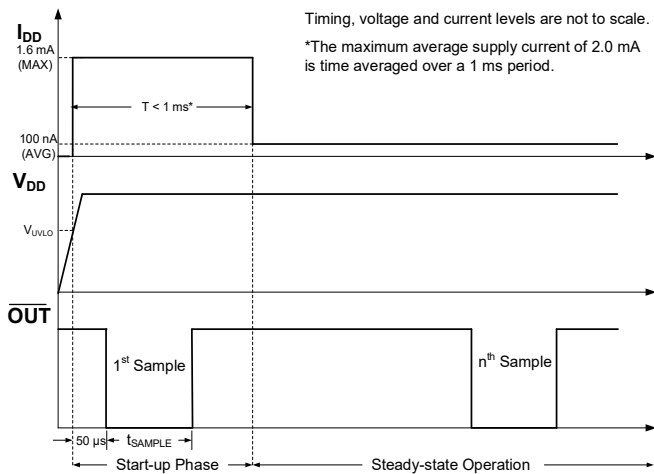 Timing, voltage and current levels are not to scale.
*The maximum average supply current of 2.0 mA
is time averaged over a 1 ms period.
IDD
1.6 mA
(MAX)
T < 1 ms*
100 nA
(AVG)
VDD
VUVLO
OUT
1st Sample
nth Sample
50 µs
tSAMPLE
Start-up Phase
Steady-state Operation